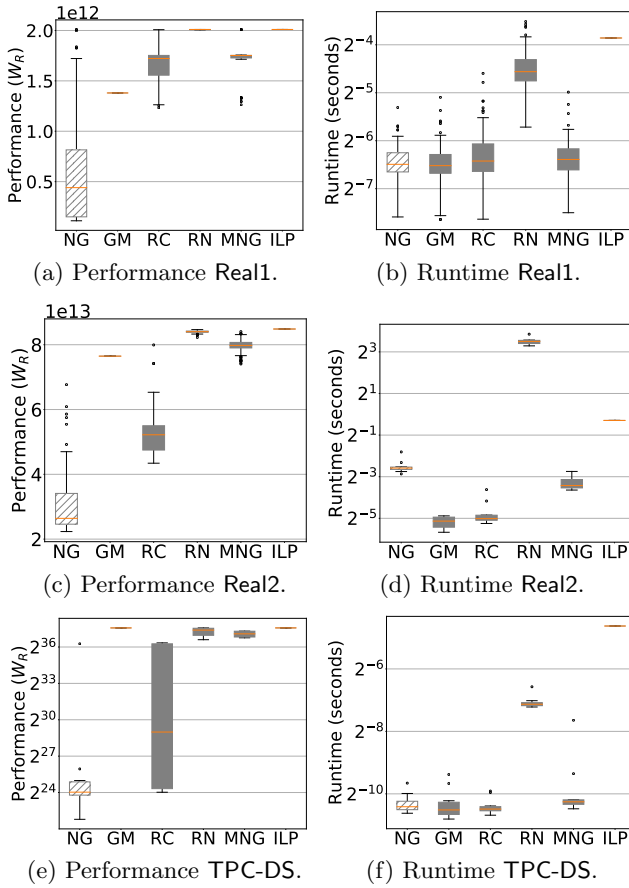 1e12
Performance (W_R)
2.0
1.5
1.0
0.5
NG GM RC RN MNG ILP
(a) Performance Real1.
Runtime (seconds)
2^-4
2^-5
2^-6
2^-7
NG GM RC RN MNG ILP
(b) Runtime Real1.
1e13
Performance (W_R)
8
6
4
2
NG GM RC RN MNG ILP
(c) Performance Real2.
Runtime (seconds)
2^3
2^1
2^-1
2^-3
2^-5
NG GM RC RN MNG ILP
(d) Runtime Real2.
Performance (W_R)
2^36
2^33
2^30
2^27
2^24
NG GM RC RN MNG ILP
(e) Performance TPC-DS.
Runtime (seconds)
2^-6
2^-8
2^-10
NG GM RC RN MNG ILP
(f) Runtime TPC-DS.